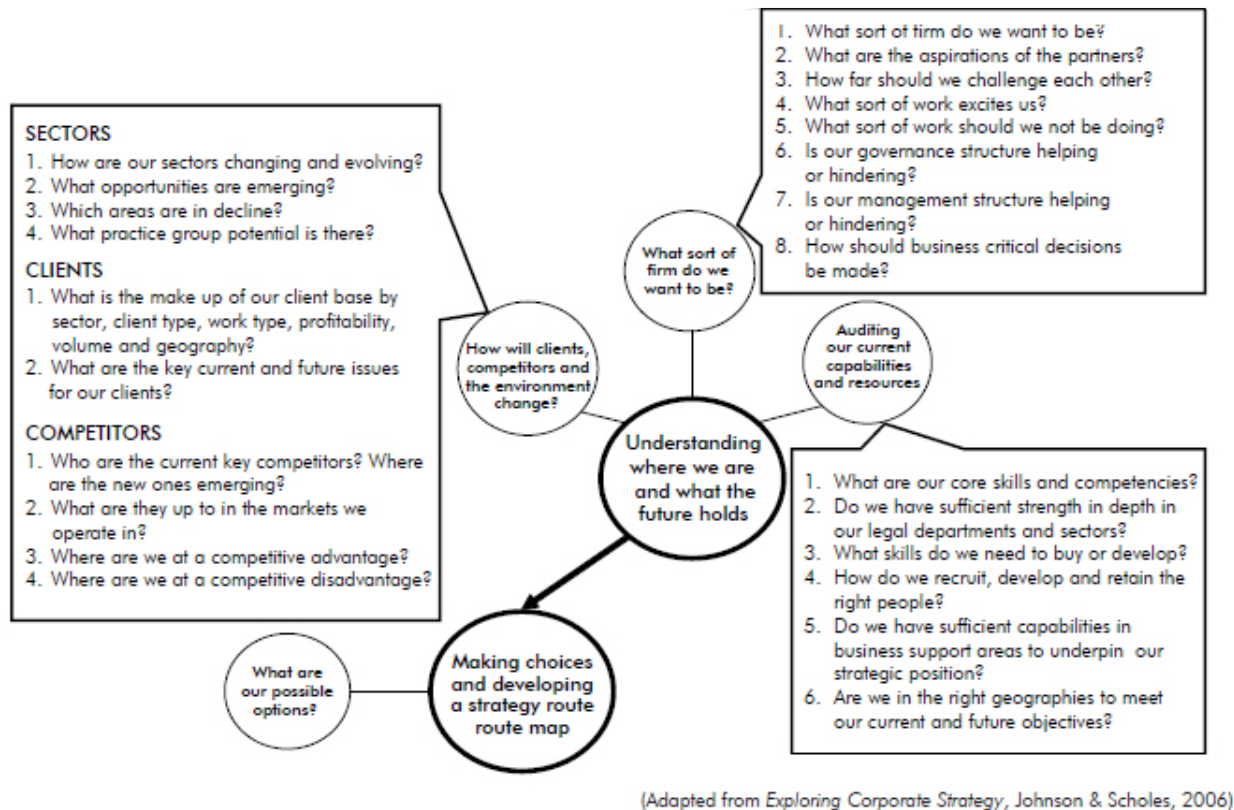 SECTORS
1. How are our sectors changing and evolving?
2. What opportunities are emerging?
3. Which areas are in decline?
4. What practice group potential is there?
CLIENTS
1. What is the make up of our client base by
sector, client type, work type, profitability,
volume and geography?
2. What are the key current and future issues
for our clients?
COMPETITORS
1. Who are the current key competitors? Where
are the new ones emerging?
2. What are they up to in the markets we
operate in?
3. Where are we at a competitive advantage?
4. Where are we at a competitive disadvantage?
How will clients,
competitors and
the environment
change?
What sort of
firm do we
want to be?
1. What sort of firm do we want to be?
2. What are the aspirations of the partners?
3. How far should we challenge each other?
4. What sort of work excites us?
5. What sort of work should we not be doing?
6. Is our governance structure helping
or hindering?
7. Is our management structure helping
or hindering?
8. How should business critical decisions
be made?
Auditing
our current
capabilities
and resources
1. What are our core skills and competencies?
2. Do we have sufficient strength in depth in
our legal departments and sectors?
3. What skills do we need to buy or develop?
4. How do we recruit, develop and retain the
right people?
5. Do we have sufficient capabilities in
business support areas to underpin our
strategic position?
6. Are we in the right geographies to meet
our current and future objectives?
Understanding
where we are
and what the
future holds
Making choices
and developing
a strategy route
route map
What are
our possible
options?
(Adapted from Exploring Corporate Strategy, Johnson & Scholes, 2006)